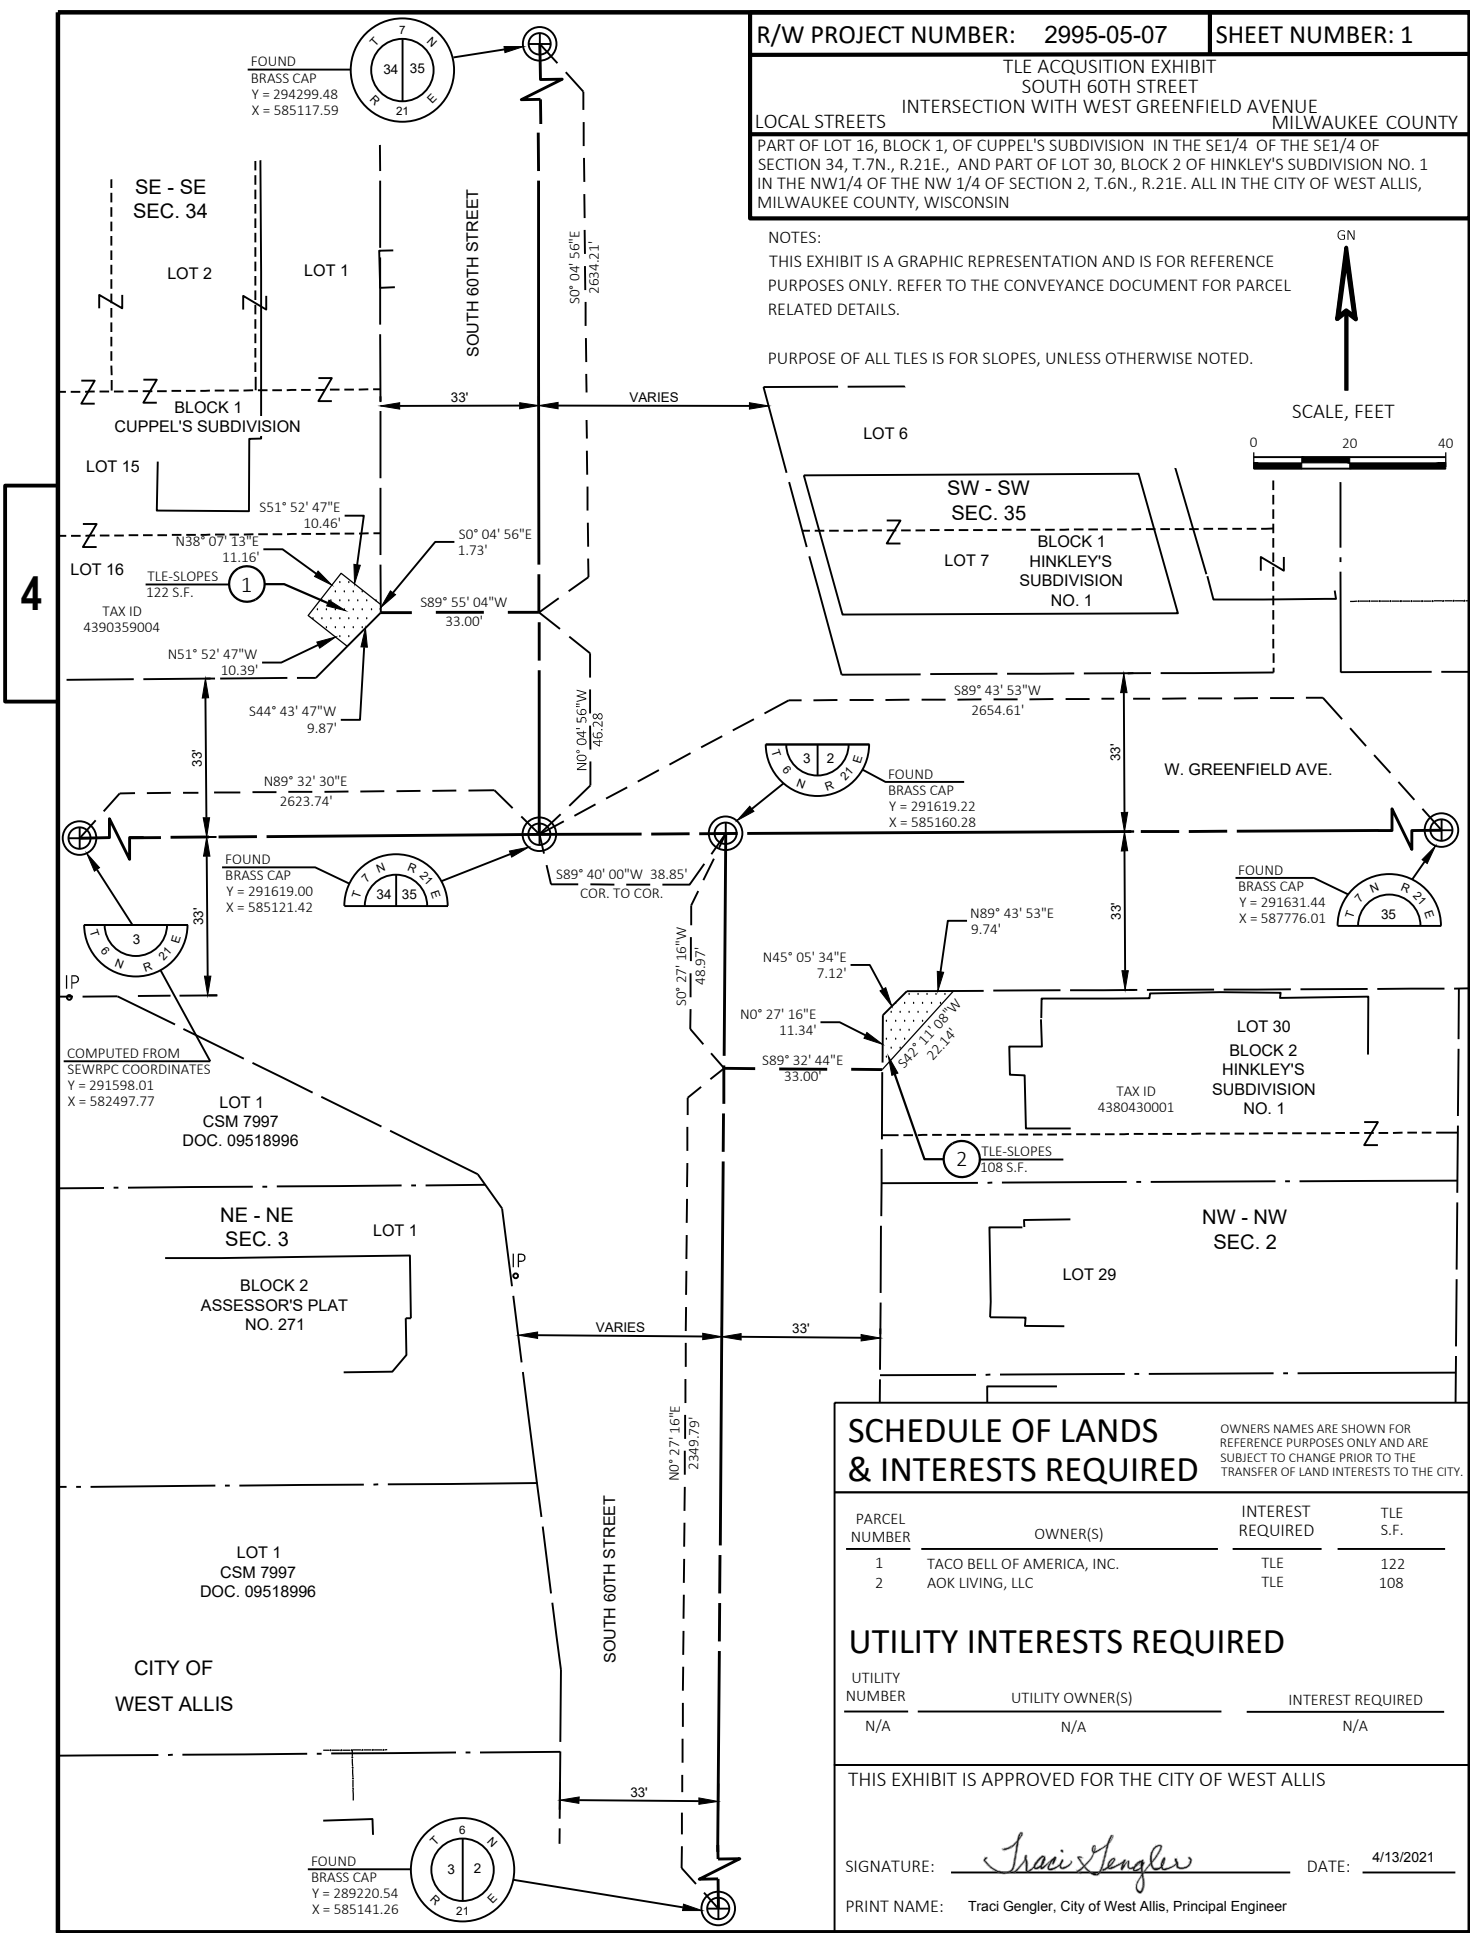 R/W PROJECT NUMBER: 2995-05-07
SHEET NUMBER: 1
TLE ACQUSITION EXHIBIT
SOUTH 60TH STREET
INTERSECTION WITH WEST GREENFIELD AVENUE
LOCAL STREETS
MILWAUKEE COUNTY
PART OF LOT 16, BLOCK 1, OF CUPPEL'S SUBDIVISION IN THE SE1/4 OF THE SE1/4 OF
SECTION 34, T.7N., R.21E., AND PART OF LOT 30, BLOCK 2 OF HINKLEY'S SUBDIVISION NO. 1
IN THE NW1/4 OF THE NW 1/4 OF SECTION 2, T.6N., R.21E. ALL IN THE CITY OF WEST ALLIS,
MILWAUKEE COUNTY, WISCONSIN
NOTES:
THIS EXHIBIT IS A GRAPHIC REPRESENTATION AND IS FOR REFERENCE
PURPOSES ONLY. REFER TO THE CONVEYANCE DOCUMENT FOR PARCEL
RELATED DETAILS.
PURPOSE OF ALL TLES IS FOR SLOPES, UNLESS OTHERWISE NOTED.
GN
SCALE, FEET
0 20 40
FOUND
BRASS CAP
Y = 294299.48
X = 585117.59
T 7 N
34 35
R 21 E
SE - SE
SEC. 34
LOT 2
LOT 1
SOUTH 60TH STREET
S0° 04' 56"E
2634.21'
33'
VARIES
BLOCK 1
CUPPEL'S SUBDIVISION
LOT 15
LOT 6
SW - SW
SEC. 35
LOT 7
BLOCK 1
HINKLEY'S
SUBDIVISION
NO. 1
4
S51° 52' 47"E
10.46'
N38° 07' 13"E
11.16'
S0° 04' 56"E
1.73'
LOT 16
TLE-SLOPES
122 S.F.
1
TAX ID
4390359004
S89° 55' 04"W
33.00'
N51° 52' 47"W
10.39'
S44° 43' 47"W
9.87'
N0° 04' 56"W
46.28
S89° 43' 53"W
2654.61'
33'
33'
W. GREENFIELD AVE.
N89° 32' 30"E
2623.74'
3 2
T 6 N R 21 E
FOUND
BRASS CAP
Y = 291619.22
X = 585160.28
FOUND
BRASS CAP
Y = 291619.00
X = 585121.42
T 7 N R 21 E
34 35
S89° 40' 00"W 38.85'
COR. TO COR.
FOUND
BRASS CAP
Y = 291631.44
X = 587776.01
T 7 N R 21 E
35
33'
33'
3
T 6 N R 21 E
IP
S0° 27' 16"W
48.97'
N89° 43' 53"E
9.74'
N45° 05' 34"E
7.12'
N0° 27' 16"E
11.34'
S42° 11' 08"W
22.14'
S89° 32' 44"E
33.00'
LOT 30
BLOCK 2
HINKLEY'S
SUBDIVISION
NO. 1
TAX ID
4380430001
2
TLE-SLOPES
108 S.F.
COMPUTED FROM
SEWRPC COORDINATES
Y = 291598.01
X = 582497.77
LOT 1
CSM 7997
DOC. 09518996
NE - NE
SEC. 3
LOT 1
BLOCK 2
ASSESSOR'S PLAT
NO. 271
IP
NW - NW
SEC. 2
LOT 29
VARIES
33'
N0° 27' 16"E
2349.79'
SOUTH 60TH STREET
LOT 1
CSM 7997
DOC. 09518996
CITY OF
WEST ALLIS
33'
FOUND
BRASS CAP
Y = 289220.54
X = 585141.26
T 6 N
3 2
R 21 E
SCHEDULE OF LANDS
& INTERESTS REQUIRED
OWNERS NAMES ARE SHOWN FOR
REFERENCE PURPOSES ONLY AND ARE
SUBJECT TO CHANGE PRIOR TO THE
TRANSFER OF LAND INTERESTS TO THE CITY.
PARCEL NUMBER OWNER(S) INTEREST REQUIRED TLE S.F.
1 TACO BELL OF AMERICA, INC. TLE 122
2 AOK LIVING, LLC TLE 108
UTILITY INTERESTS REQUIRED
UTILITY NUMBER UTILITY OWNER(S) INTEREST REQUIRED
N/A N/A N/A
THIS EXHIBIT IS APPROVED FOR THE CITY OF WEST ALLIS
SIGNATURE: Traci Gengler DATE: 4/13/2021
PRINT NAME: Traci Gengler, City of West Allis, Principal Engineer